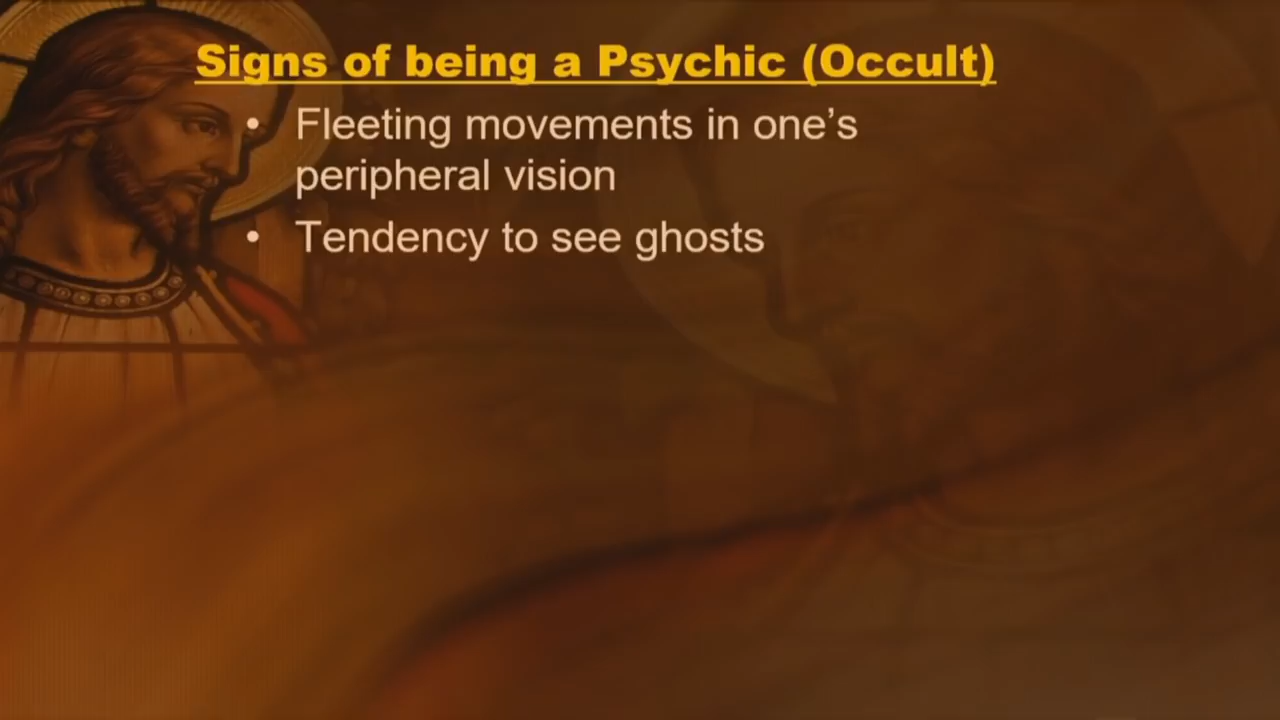 Signs of being a Psychic (Occult)
• Fleeting movements in one’s
peripheral vision
• Tendency to see ghosts